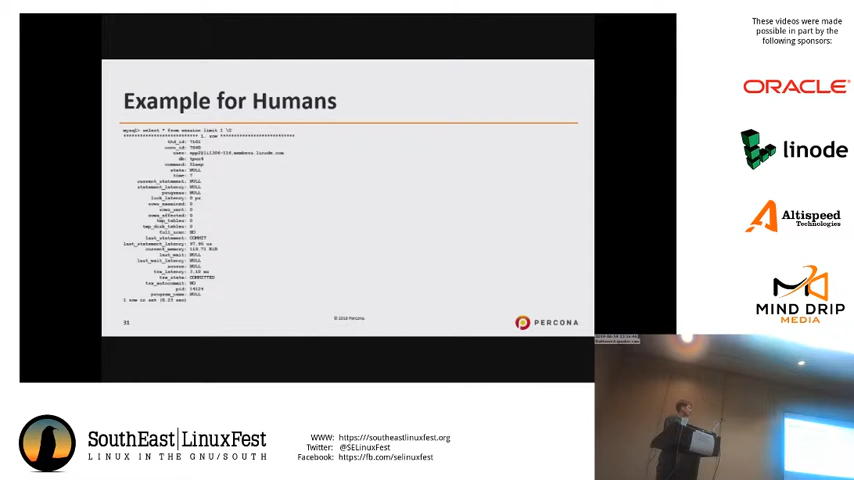 These videos were made
possible in part by the
following sponsors:
ORACLE
linode
Altispeed
Technologies
MIND DRIP
MEDIA
Example for Humans
mysql> select * from session limit 1 \G
*************************** 1. row ***************************
conn_id:
db:
command: Sleep
state: NULL
time: 7
current_statement: NULL
statement_latency: NULL
progress: NULL
lock_latency: 0 ps
rows_examined: 0
rows_sent: 0
rows_affected: 0
tmp_tables: 0
tmp_disk_tables: 0
full_scan: NO
last_statement: COMMIT
last_statement_latency:
current_memory:
last_wait: NULL
last_wait_latency: NULL
source: NULL
trx_latency:
trx_state: COMMITTED
trx_autocommit: NO
pid:
program_name: NULL
1 row in set
31
PERCONA
SouthEast|LinuxFest
LINUX IN THE GNU/SOUTH
WWW: https:///southeastlinuxfest.org
Twitter: @SELinuxFest
Facebook: https://fb.com/selinuxfest